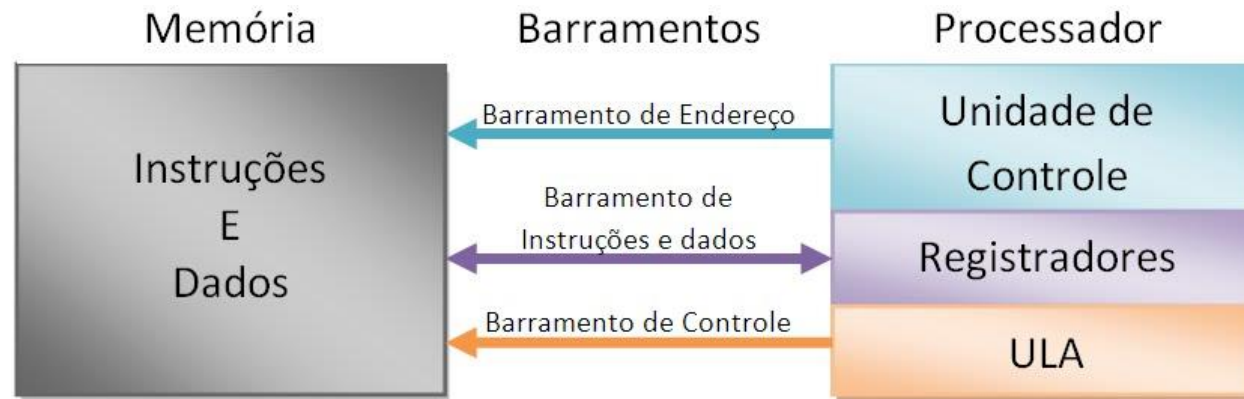 Memória
Barramentos
Processador
Instruções
E
Dados
Barramento de Endereço
Barramento de
Instruções e dados
Barramento de Controle
Unidade de
Controle
Registradores
ULA